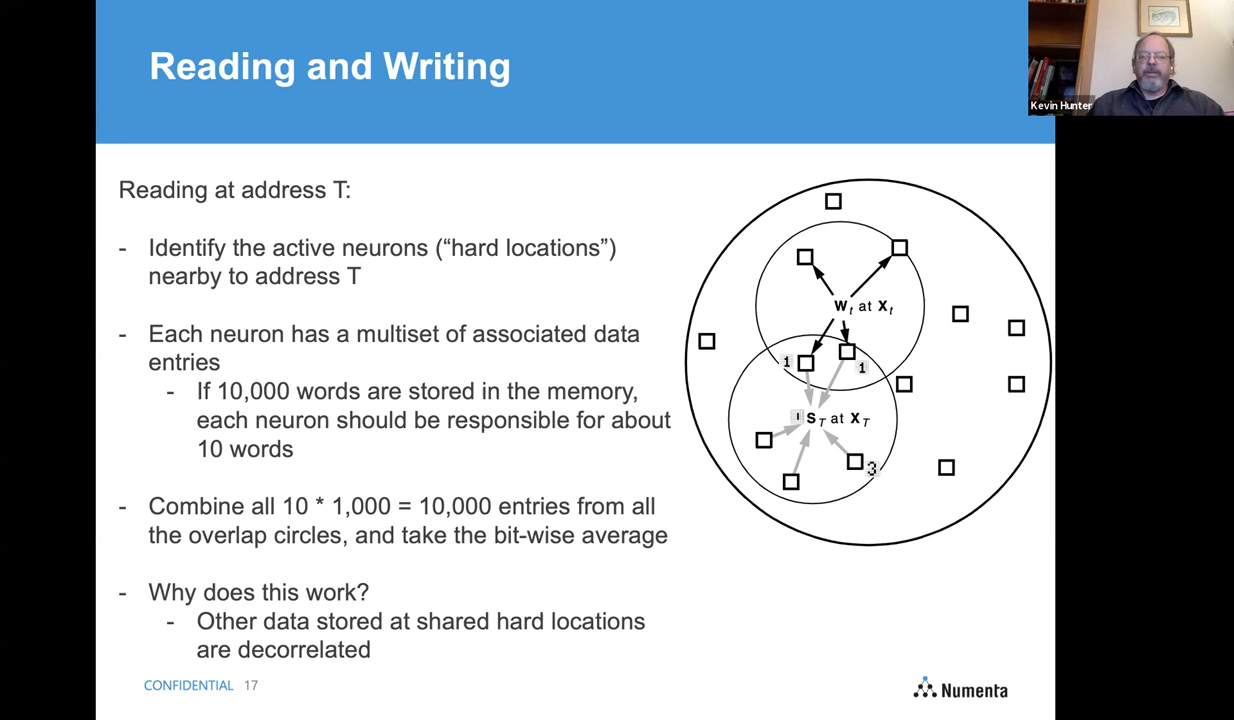 Reading and Writing
Kevin Hunter
Reading at address T:
- Identify the active neurons (“hard locations”)
nearby to address T
- Each neuron has a multiset of associated data
entries
- If 10,000 words are stored in the memory,
each neuron should be responsible for about
10 words
- Combine all 10 * 1,000 = 10,000 entries from all
the overlap circles, and take the bit-wise average
- Why does this work?
- Other data stored at shared hard locations
are decorrelated
Wt at Xt
1
1
ST at XT
3
CONFIDENTIAL 17
Numenta